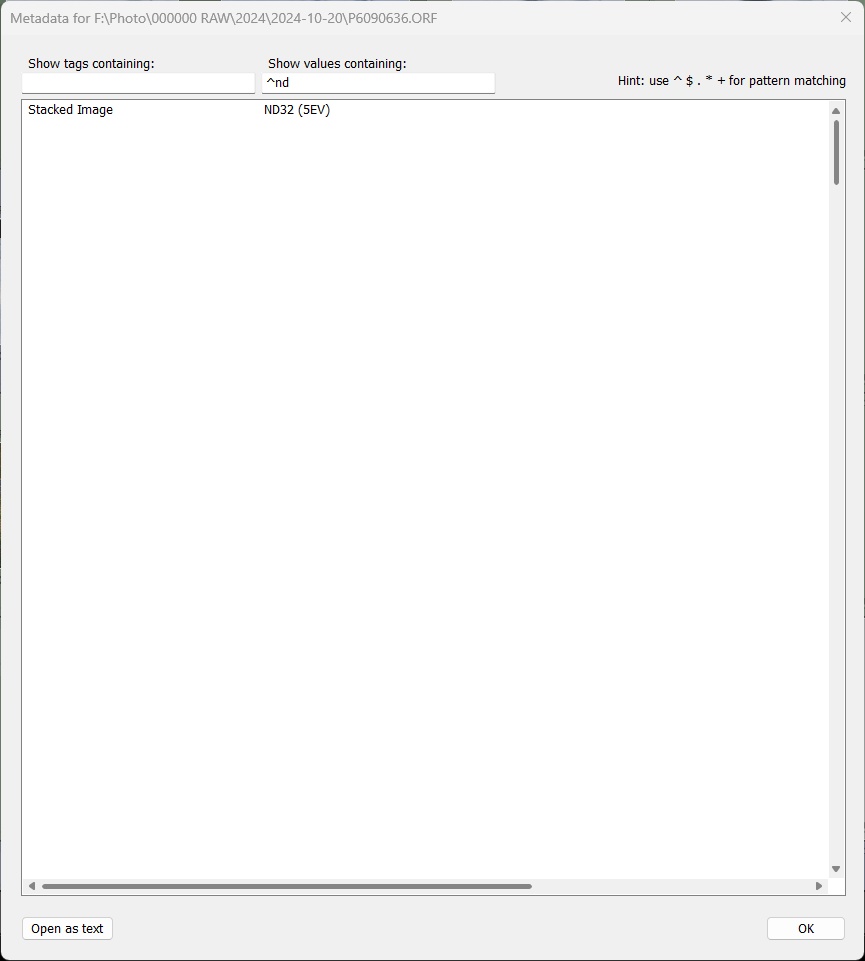 Metadata for F:\Photo\000000 RAW\2024\2024-10-20\P6090636.ORF
Show tags containing: Show values containing:
^nd
Hint: use ^ $ . * + for pattern matching
Stacked Image ND32 (5EV)
Open as text OK